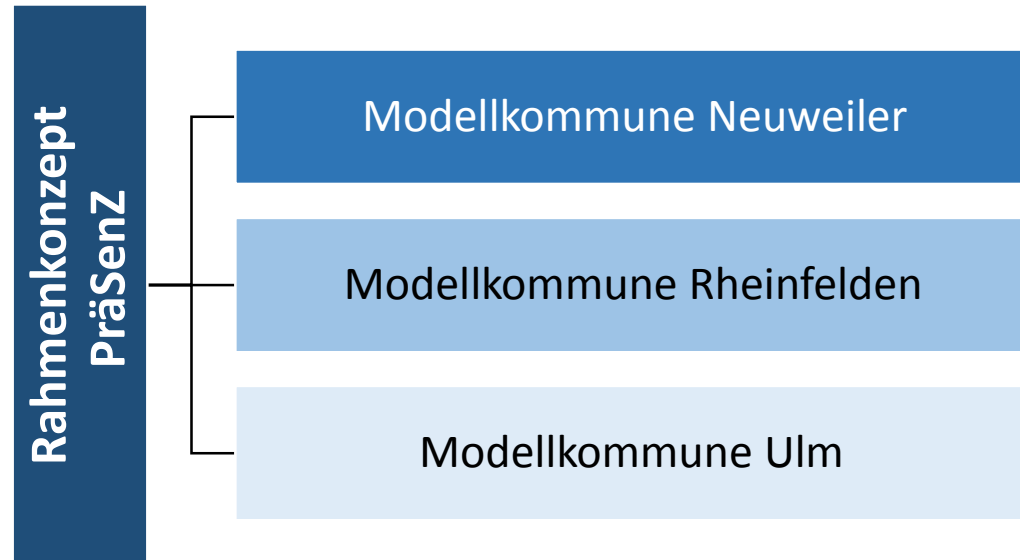 Rahmenkonzept
PräSenZ
Modellkommune Neuweiler
Modellkommune Rheinfelden
Modellkommune Ulm